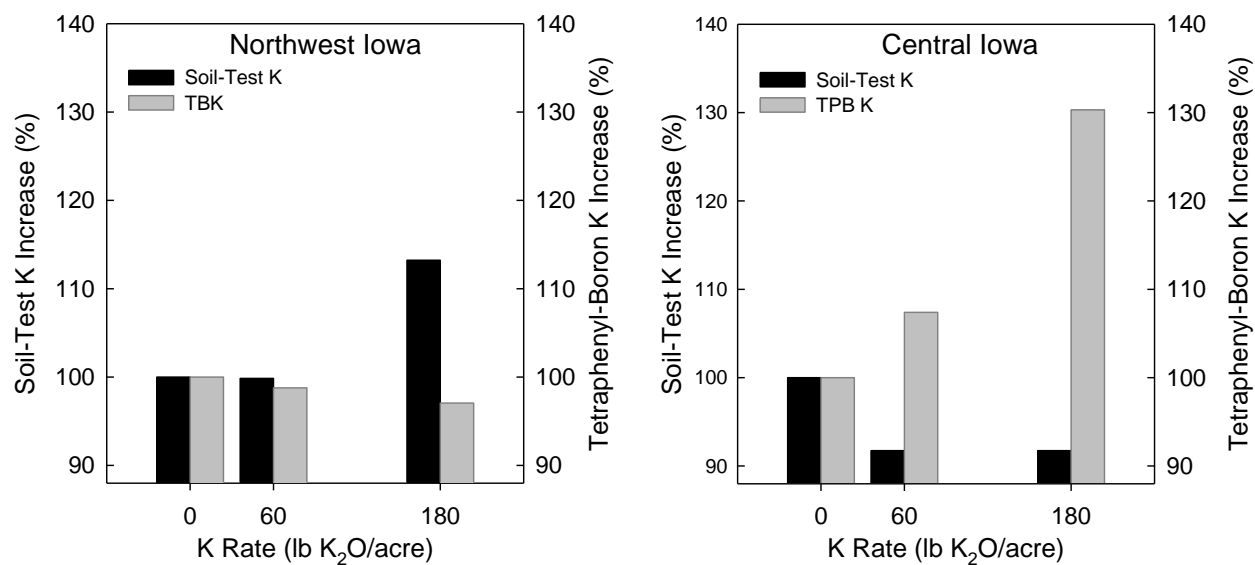 Northwest Iowa
Soil-Test K
TBK
Soil-Test K Increase (%)
140
130
120
110
100
90
Tetraphenyl-Boron K Increase (%)
140
130
120
110
100
90
0
60
180
K Rate (lb K₂O/acre)
Central Iowa
Soil-Test K
TPB K
Soil-Test K Increase (%)
140
130
120
110
100
90
Tetraphenyl-Boron K Increase (%)
140
130
120
110
100
90
0
60
180
K Rate (lb K₂O/acre)